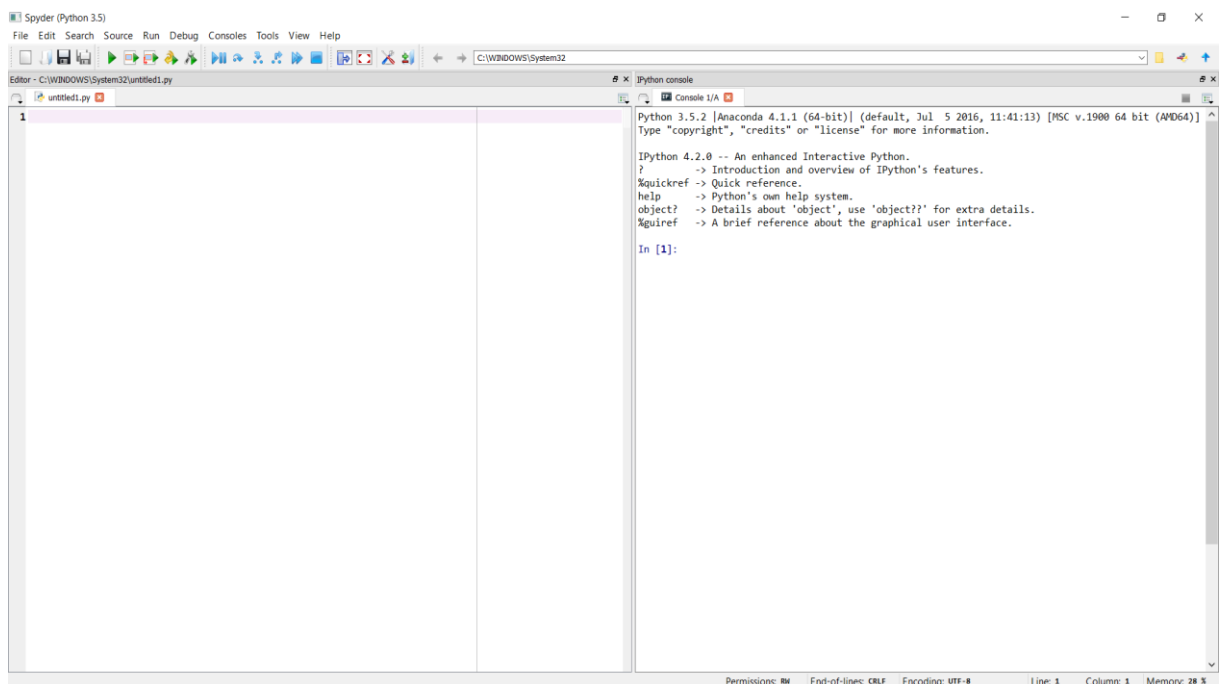 Spyder (Python 3.5)
File Edit Search Source Run Debug Consoles Tools View Help
C:\WINDOWS\System32
Editor - C:\WINDOWS\System32\untitled1.py
IPython console
untitled1.py
Console 1/A
1
Python 3.5.2 |Anaconda 4.1.1 (64-bit)| (default, Jul  5 2016, 11:41:13) [MSC v.1900 64 bit (AMD64)]
Type "copyright", "credits" or "license" for more information.
IPython 4.2.0 -- An enhanced Interactive Python.
?         -> Introduction and overview of IPython's features.
%quickref -> Quick reference.
help      -> Python's own help system.
object?   -> Details about 'object', use 'object??' for extra details.
%guiref   -> A brief reference about the graphical user interface.
In [1]:
Permissions: RW End-of-lines: CRLF Encoding: UTF-8 Line: 1 Column: 1 Memory: 28 %